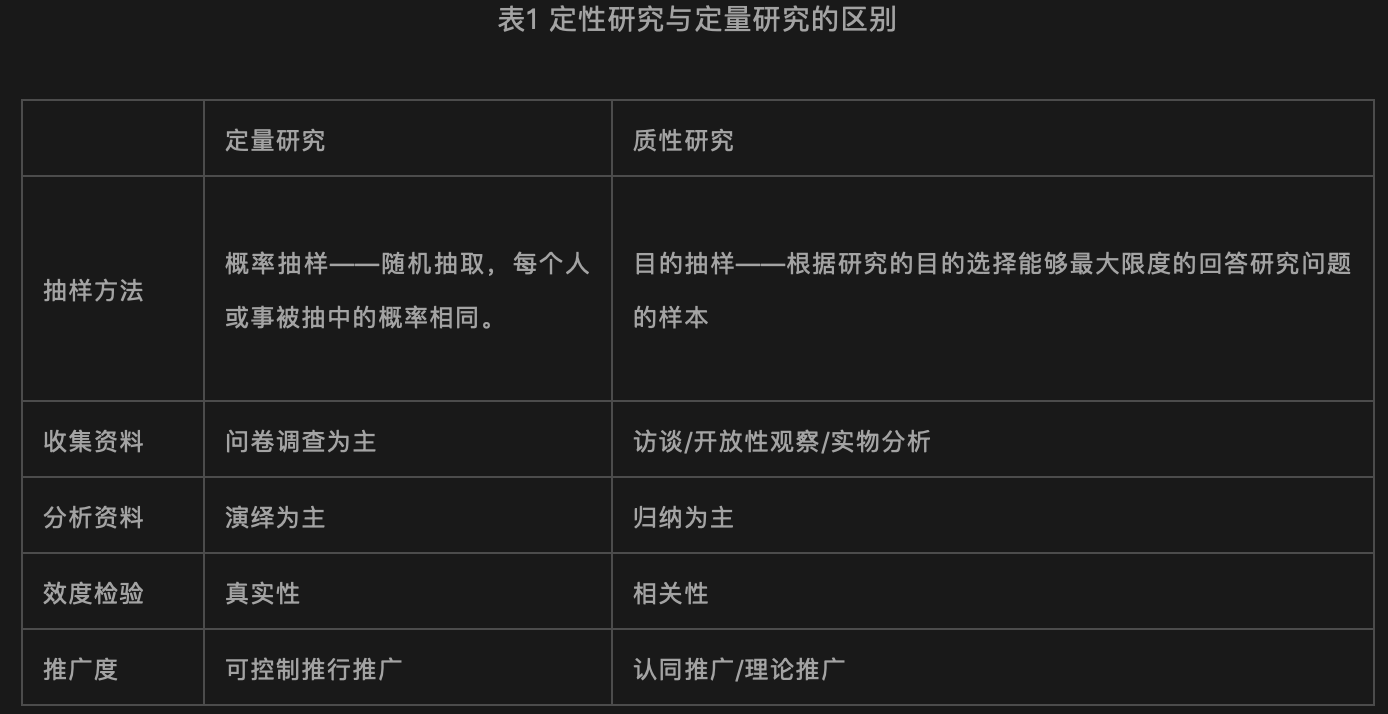 表1 定性研究与定量研究的区别
定量研究
质性研究
抽样方法
概率抽样——随机抽取，每个人
或事被抽中的概率相同。
目的抽样——根据研究的目的选择能够最大限度的回答研究问题
的样本
收集资料
问卷调查为主
访谈/开放性观察/实物分析
分析资料
演绎为主
归纳为主
效度检验
真实性
相关性
推广度
可控制推行推广
认同推广/理论推广